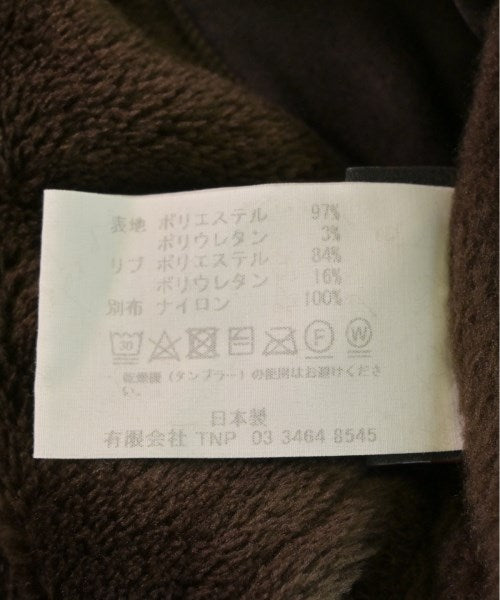 表地 ポリエステル 97%
ポリウレタン 3%
リブ ポリエステル 84%
ポリウレタン 16%
別布 ナイロン 100%
30 F W
乾燥機（タンブラー）の使用はお避けくださ
い。
日本製
有限会社 TNP 03 3464 8545